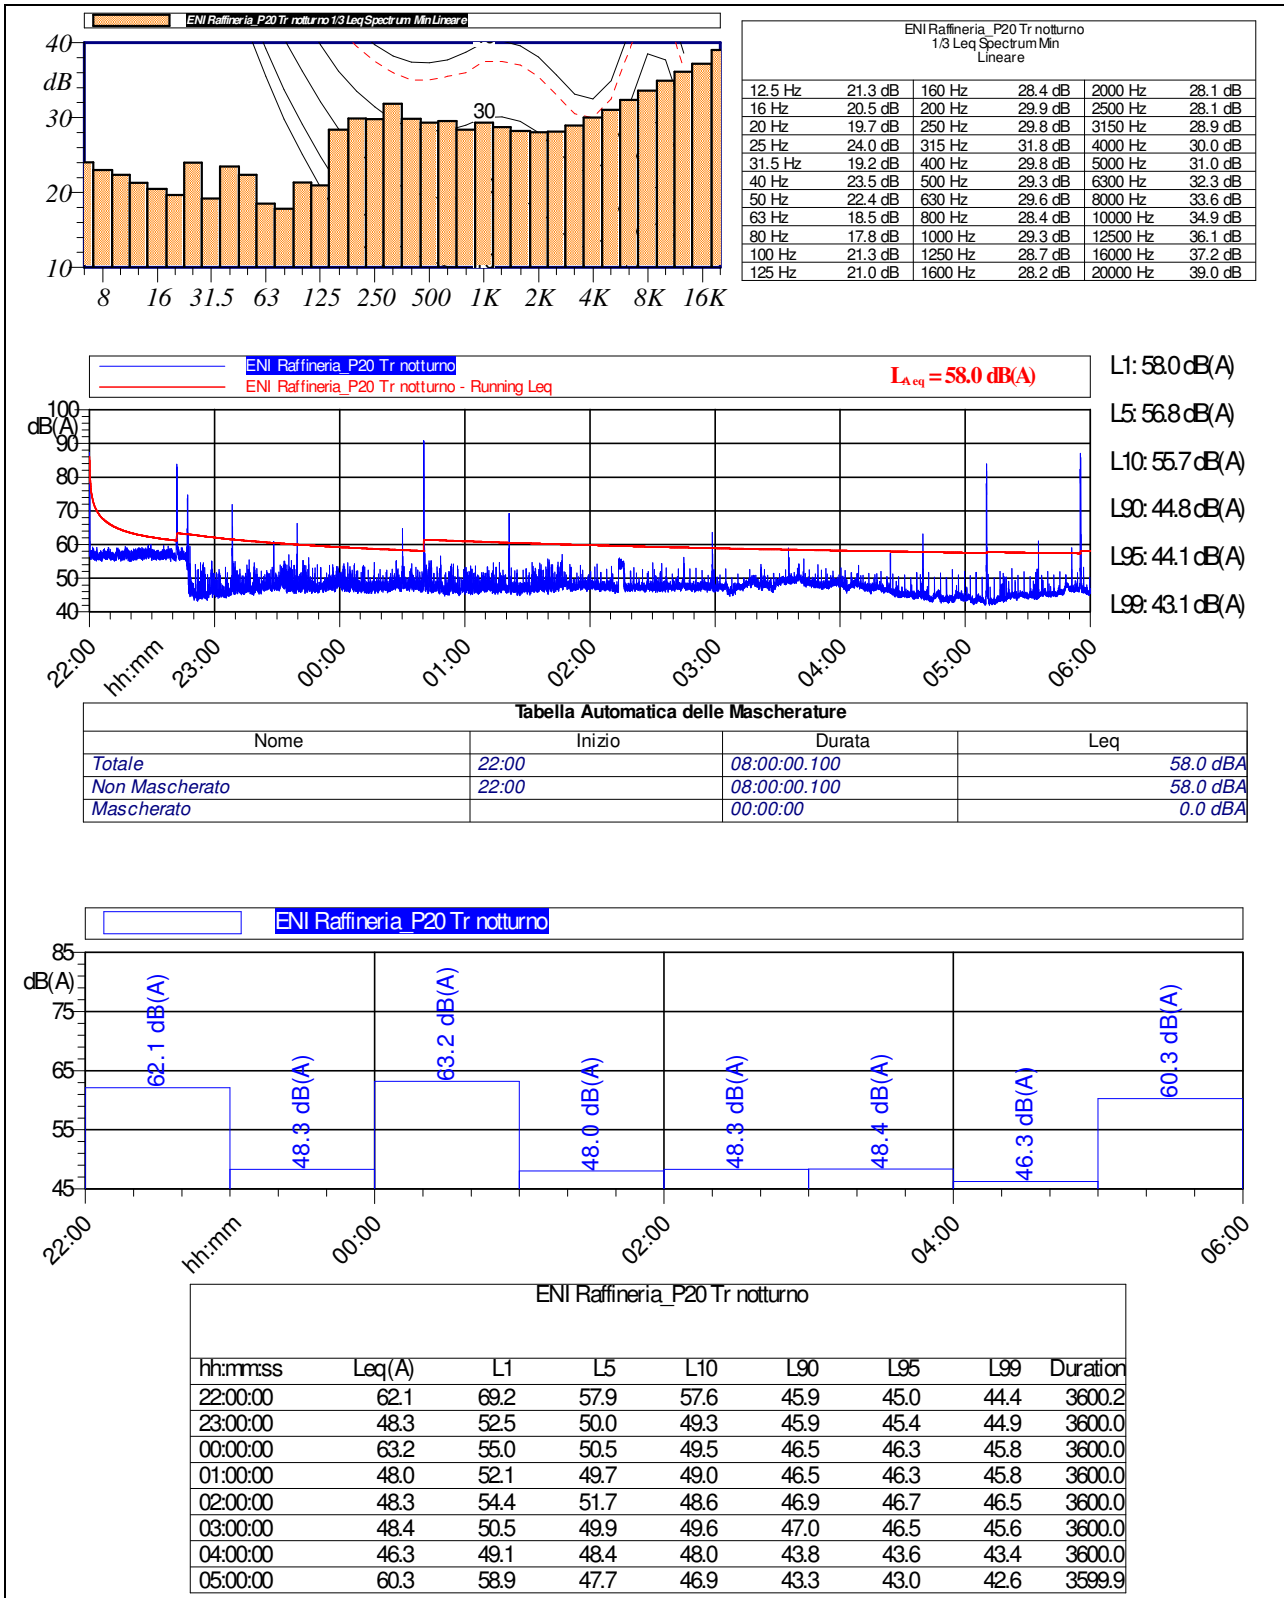 ENI Raffineria_P20 Tr notturno 1/3 Leq Spectrum Min Lineare
40
dB
30
20
10
30
8 16 31.5 63 125 250 500 1K 2K 4K 8K 16K
ENI Raffineria_P20 Tr notturno
1/3 Leq Spectrum Min
Lineare
12.5 Hz 21.3 dB 160 Hz 28.4 dB 2000 Hz 28.1 dB
16 Hz 20.5 dB 200 Hz 29.9 dB 2500 Hz 28.1 dB
20 Hz 19.7 dB 250 Hz 29.8 dB 3150 Hz 28.9 dB
25 Hz 24.0 dB 315 Hz 31.8 dB 4000 Hz 30.0 dB
31.5 Hz 19.2 dB 400 Hz 29.8 dB 5000 Hz 31.0 dB
40 Hz 23.5 dB 500 Hz 29.3 dB 6300 Hz 32.3 dB
50 Hz 22.4 dB 630 Hz 29.6 dB 8000 Hz 33.6 dB
63 Hz 18.5 dB 800 Hz 28.4 dB 10000 Hz 34.9 dB
80 Hz 17.8 dB 1000 Hz 29.3 dB 12500 Hz 36.1 dB
100 Hz 21.3 dB 1250 Hz 28.7 dB 16000 Hz 37.2 dB
125 Hz 21.0 dB 1600 Hz 28.2 dB 20000 Hz 39.0 dB
ENI Raffineria_P20 Tr notturno
ENI Raffineria_P20 Tr notturno - Running Leq
LAeq = 58.0 dB(A)
100
dB(A)
90
80
70
60
50
40
22:00 hh:mm 23:00 00:00 01:00 02:00 03:00 04:00 05:00 06:00
L1: 58.0 dB(A)
L5: 56.8 dB(A)
L10: 55.7 dB(A)
L90: 44.8 dB(A)
L95: 44.1 dB(A)
L99: 43.1 dB(A)
Tabella Automatica delle Mascherature
Nome Inizio Durata Leq
Totale 22:00 08:00:00.100 58.0 dBA
Non Mascherato 22:00 08:00:00.100 58.0 dBA
Mascherato 00:00:00 0.0 dBA
ENI Raffineria_P20 Tr notturno
85
dB(A)
75
65
55
45
62.1 dB(A)
48.3 dB(A)
63.2 dB(A)
48.0 dB(A)
48.3 dB(A)
48.4 dB(A)
46.3 dB(A)
60.3 dB(A)
22:00 hh:mm 00:00 02:00 04:00 06:00
ENI Raffineria_P20 Tr notturno
hh:mm:ss Leq(A) L1 L5 L10 L90 L95 L99 Duration
22:00:00 62.1 69.2 57.9 57.6 45.9 45.0 44.4 3600.2
23:00:00 48.3 52.5 50.0 49.3 45.9 45.4 44.9 3600.0
00:00:00 63.2 55.0 50.5 49.5 46.5 46.3 45.8 3600.0
01:00:00 48.0 52.1 49.7 49.0 46.5 46.3 45.8 3600.0
02:00:00 48.3 54.4 51.7 48.6 46.9 46.7 46.5 3600.0
03:00:00 48.4 50.5 49.9 49.6 47.0 46.5 45.6 3600.0
04:00:00 46.3 49.1 48.4 48.0 43.8 43.6 43.4 3600.0
05:00:00 60.3 58.9 47.7 46.9 43.3 43.0 42.6 3599.9